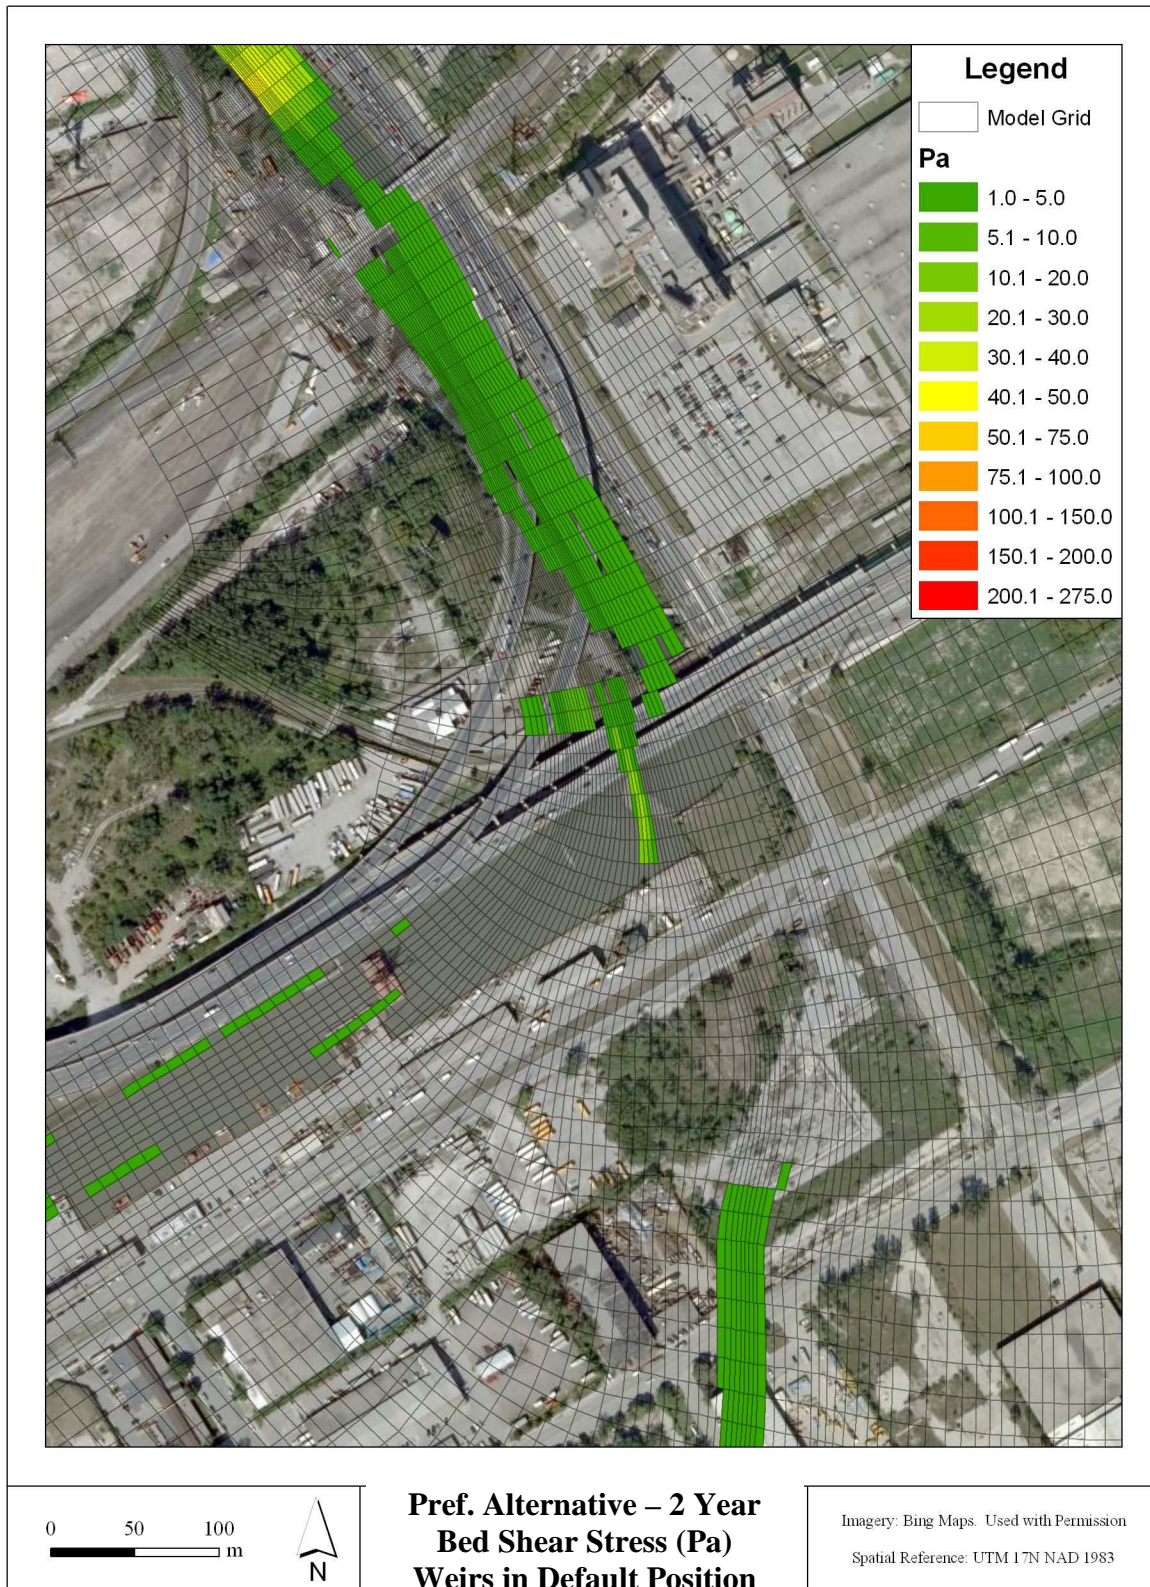 Legend
Model Grid
Pa
1.0 - 5.0
5.1 - 10.0
10.1 - 20.0
20.1 - 30.0
30.1 - 40.0
40.1 - 50.0
50.1 - 75.0
75.1 - 100.0
100.1 - 150.0
150.1 - 200.0
200.1 - 275.0
0 50 100
m
N
Pref. Alternative – 2 Year
Bed Shear Stress (Pa)
Weirs in Default Position
Imagery: Bing Maps. Used with Permission
Spatial Reference: UTM 17N NAD 1983